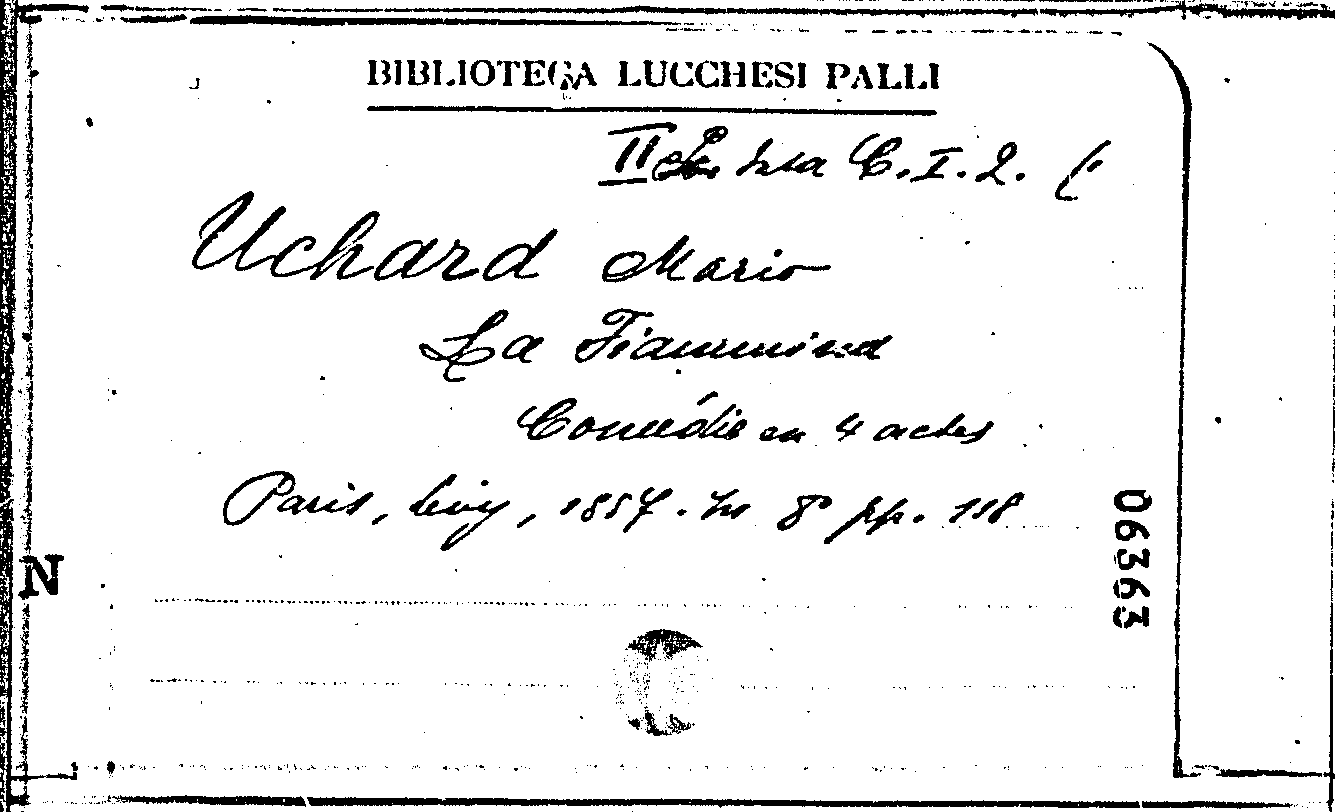 BIBLIOTECA LUCCHESI PALLI
II C.I.2. (
Uchard Mario
La Fiammina
Comédie en 4 actes
Paris, Lévy, 1857. In 8° pp. 118
06363
N